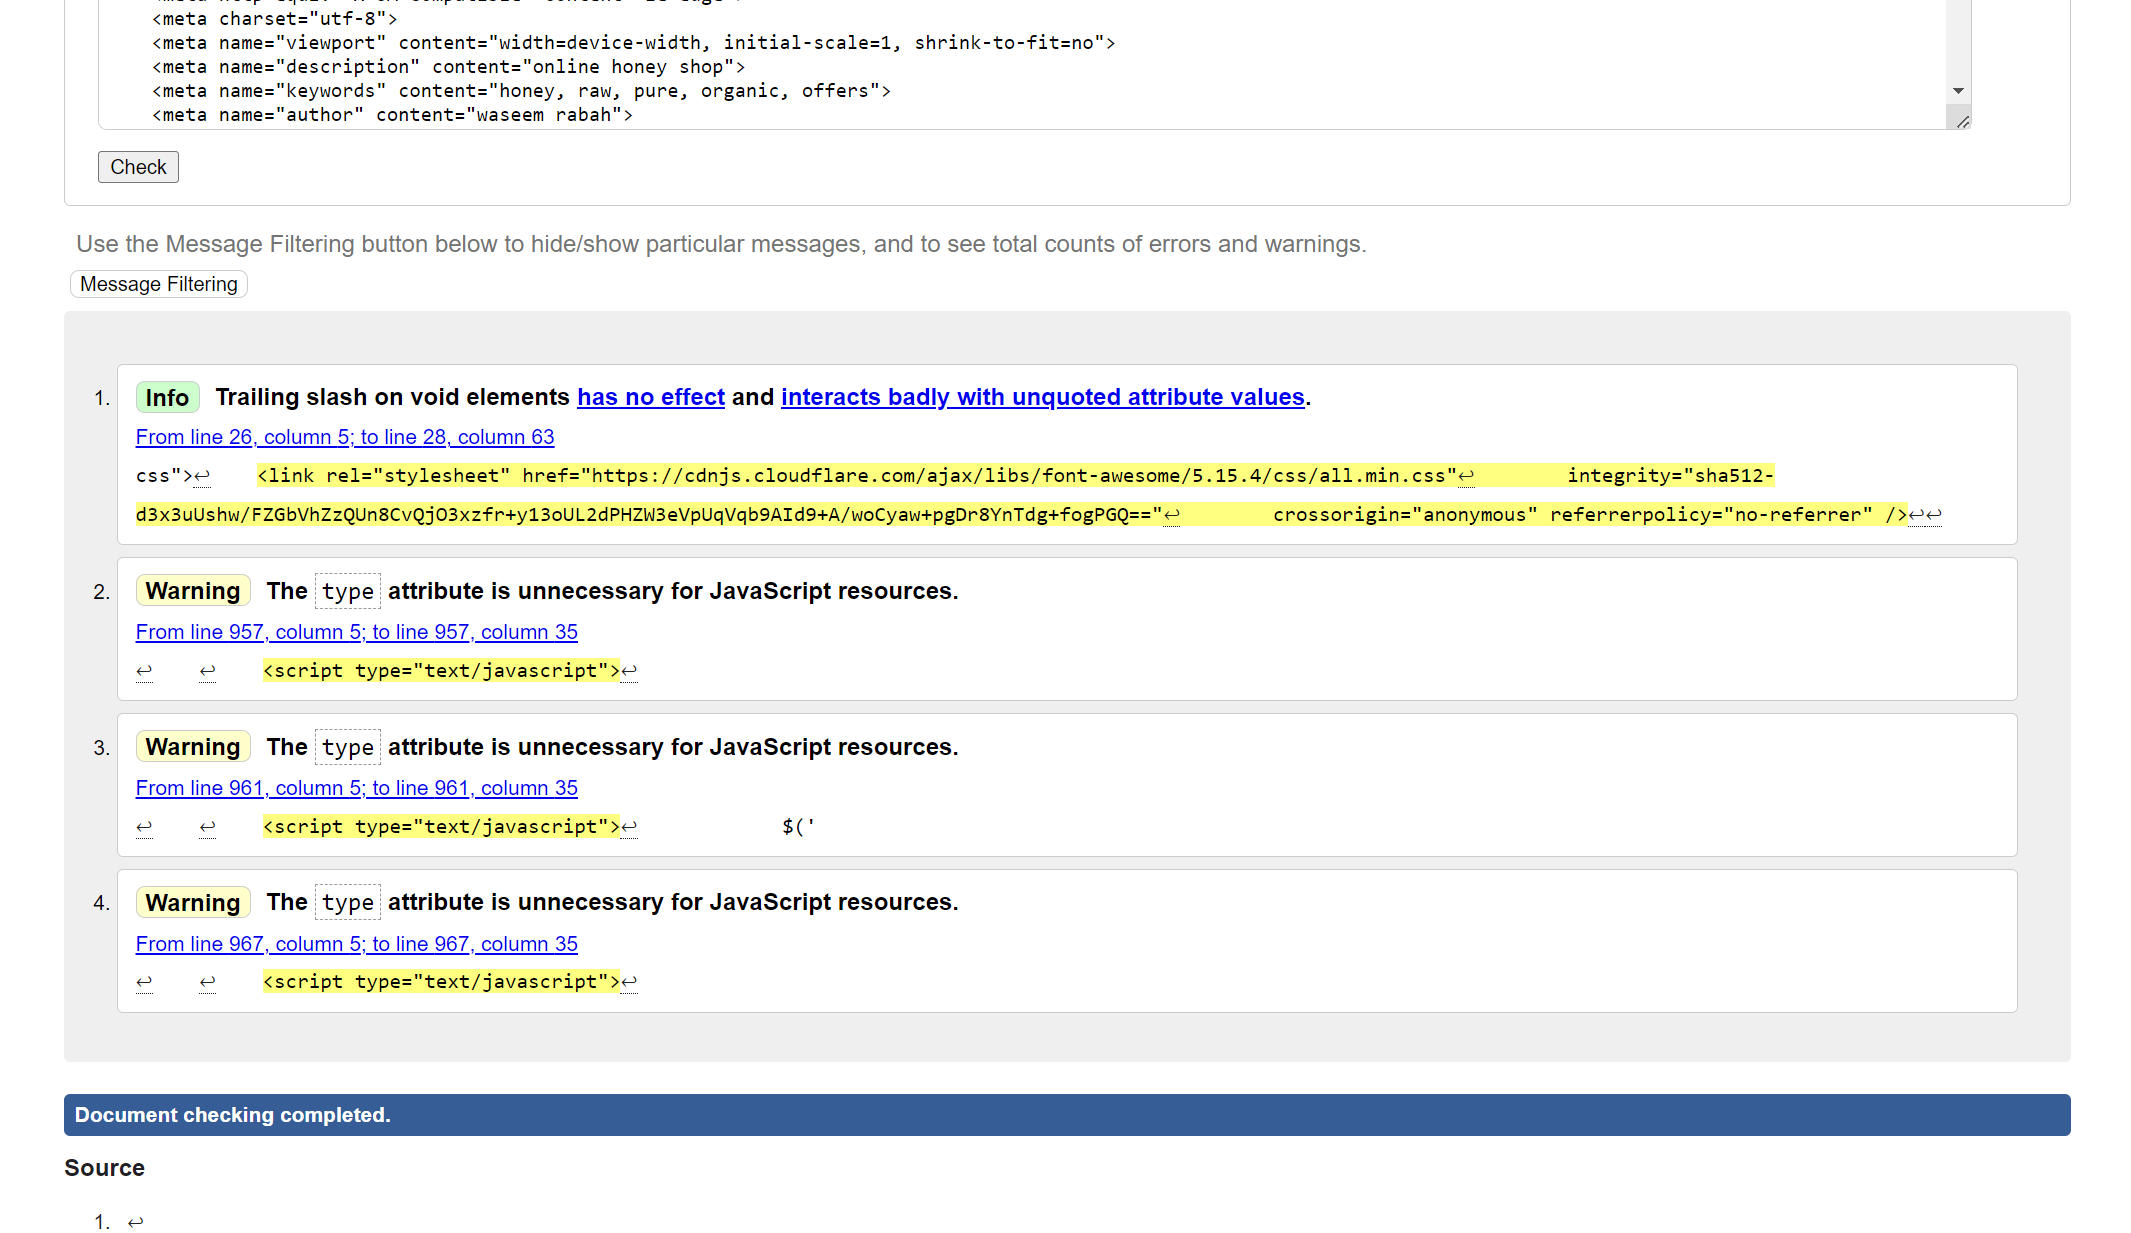 <meta charset="utf-8">
<meta name="viewport" content="width=device-width, initial-scale=1, shrink-to-fit=no">
<meta name="description" content="online honey shop">
<meta name="keywords" content="honey, raw, pure, organic, offers">
<meta name="author" content="waseem rabah">
Check
Use the Message Filtering button below to hide/show particular messages, and to see total counts of errors and warnings.
Message Filtering
1. Info Trailing slash on void elements has no effect and interacts badly with unquoted attribute values.
From line 26, column 5; to line 28, column 63
css">↩ <link rel="stylesheet" href="https://cdnjs.cloudflare.com/ajax/libs/font-awesome/5.15.4/css/all.min.css"↩ integrity="sha512-
d3x3uUshw/FZGbVhZzQUn8CvQjO3xzfr+y13oUL2dPHZW3eVpUqVqb9AId9+A/woCyaw+pgDr8YnTdg+fogPGQ=="↩ crossorigin="anonymous" referrerpolicy="no-referrer" />↩↩
2. Warning The type attribute is unnecessary for JavaScript resources.
From line 957, column 5; to line 957, column 35
↩ ↩ <script type="text/javascript">↩
3. Warning The type attribute is unnecessary for JavaScript resources.
From line 961, column 5; to line 961, column 35
↩ ↩ <script type="text/javascript">↩ $('
4. Warning The type attribute is unnecessary for JavaScript resources.
From line 967, column 5; to line 967, column 35
↩ ↩ <script type="text/javascript">↩
Document checking completed.
Source
1. ↩